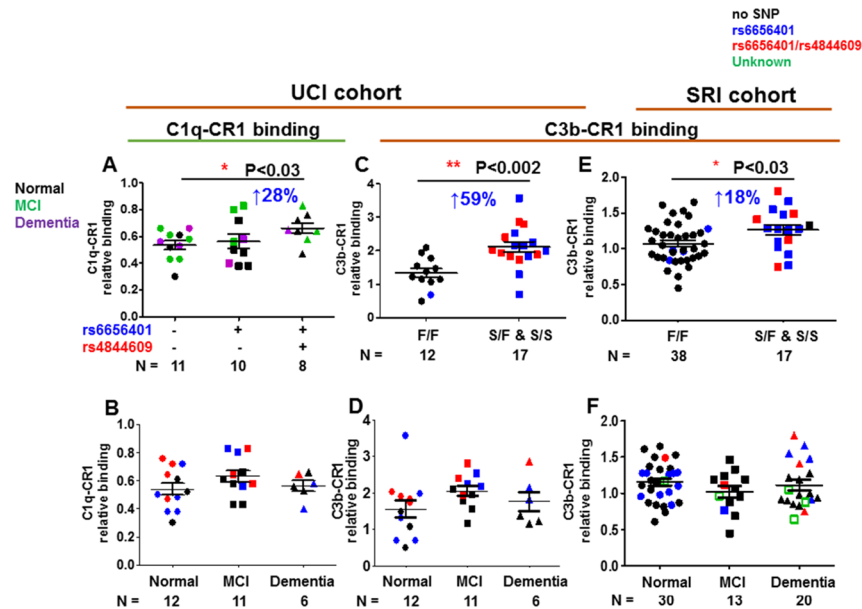 no SNP
rs6656401
rs6656401/rs4844609
Unknown
UCI cohort
SRI cohort
C1q-CR1 binding
C3b-CR1 binding
Normal
MCI
Dementia
A
* P<0.03
↑28%
C1q-CR1
relative binding
1.0
0.8
0.6
0.4
0.2
0.0
rs6656401 - + +
rs4844609 - - +
N = 11 10 8
C
** P<0.002
↑59%
C3b-CR1
relative binding
4
3
2
1
0
F/F S/F & S/S
N = 12 17
E
* P<0.03
↑18%
C3b-CR1
relative binding
2.0
1.5
1.0
0.5
0.0
F/F S/F & S/S
N = 38 17
B
C1q-CR1
relative binding
1.0
0.8
0.6
0.4
0.2
0.0
Normal MCI Dementia
N = 12 11 6
D
C3b-CR1
relative binding
4
3
2
1
0
Normal MCI Dementia
N = 12 11 6
F
C3b-CR1
relative binding
2.0
1.5
1.0
0.5
0.0
Normal MCI Dementia
N = 30 13 20